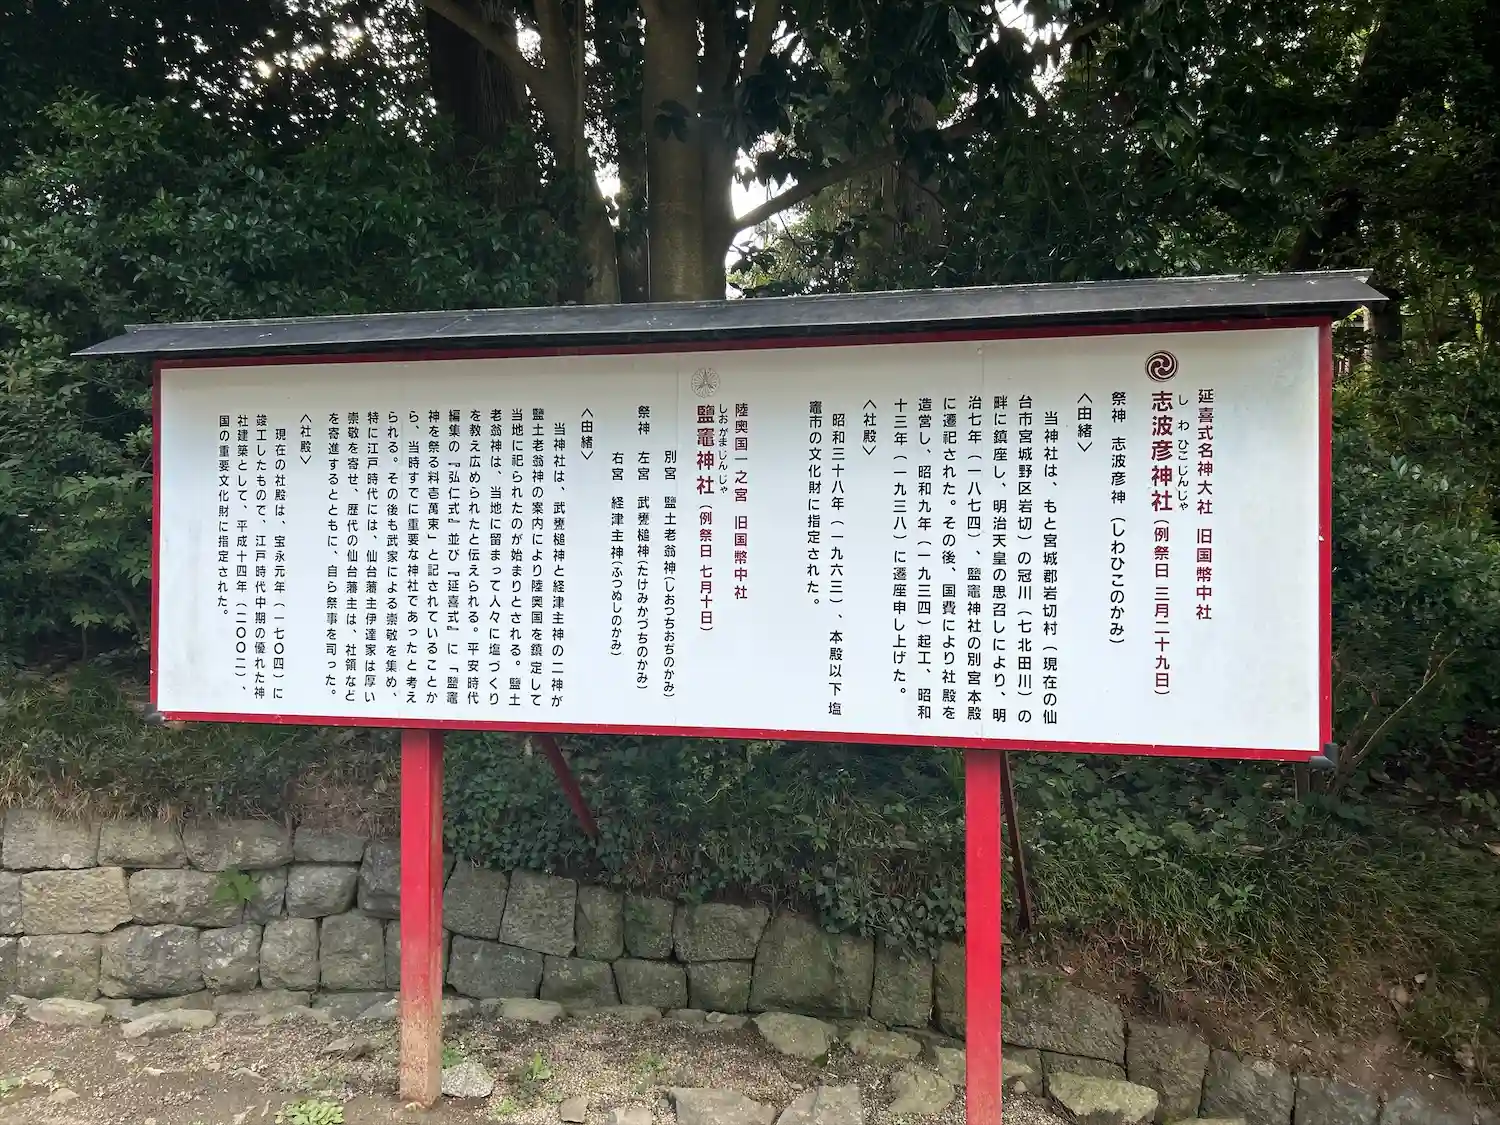 延喜式名神大社 旧国幣中社
しわひこじんじゃ
志波彦神社(例祭日 三月二十九日)
祭神 志波彦神(しわひこのかみ)
〈由緒〉
当神社は、もと宮城郡岩切村(現在の仙
台市宮城野区岩切)の冠川(七北田川)の
畔に鎮座し、明治天皇の思召しにより、明
治七年(一八七四)、鹽竈神社の別宮本殿
に遷祀された。その後、国費により社殿を
造営し、昭和九年(一九三四)起工、昭和
十三年(一九三八)に遷座申し上げた。
〈社殿〉
昭和三十八年(一九六三)、本殿以下塩
竈市の文化財に指定された。
陸奥国一之宮 旧国幣中社
しおがまじんじゃ
鹽竈神社(例祭日 七月十日)
別宮 鹽土老翁神(しおつちおぢのかみ)
祭神 左宮 武甕槌神(たけみかづちのかみ)
右宮 経津主神(ふつぬしのかみ)
〈由緒〉
当神社は、武甕槌神と経津主神の二神が
鹽土老翁神の案内により陸奥国を鎮定して
当地に祀られたのが始まりとされる。鹽土
老翁神は、当地に留まって人々に塩づくり
を教え広められたと伝えられる。平安時代
編集の『弘仁式』並び『延喜式』に「鹽竈
神を祭る料壱萬束」と記されていることか
ら、当時すでに重要な神社であったと考え
られる。その後も武家による崇敬を集め、
特に江戸時代には、仙台藩主伊達家は厚い
崇敬を寄せ、歴代の仙台藩主は、社領など
を寄進するとともに、自ら祭事を司った。
〈社殿〉
現在の社殿は、宝永元年(一七〇四)に
竣工したもので、江戸時代中期の優れた神
社建築として、平成十四年(二〇〇二)、
国の重要文化財に指定された。